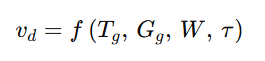 v_d = f (T_g, G_g, W, τ)